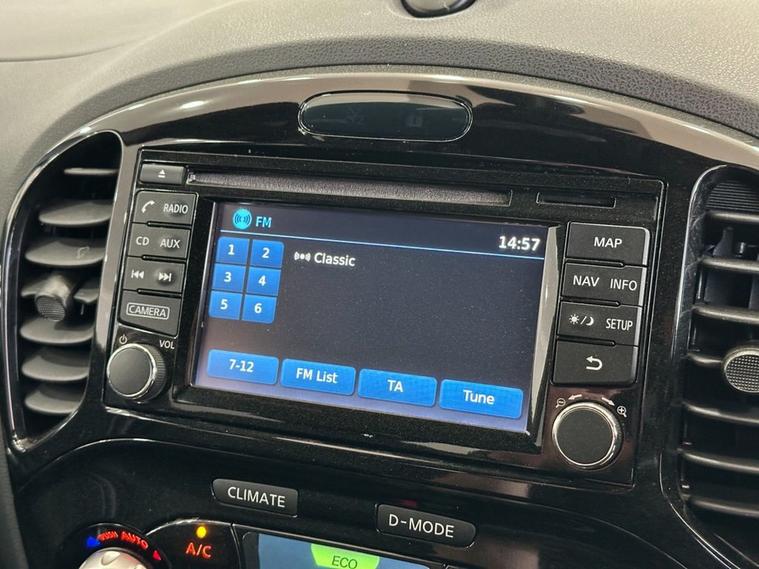 RADIO
CD AUX
CAMERA
VOL
FM
14:57
1 2
3 4
5 6
Classic
7-12
FM List
TA
Tune
MAP
NAV INFO
SETUP
CLIMATE
D-MODE
AUTO
A/C
ECO